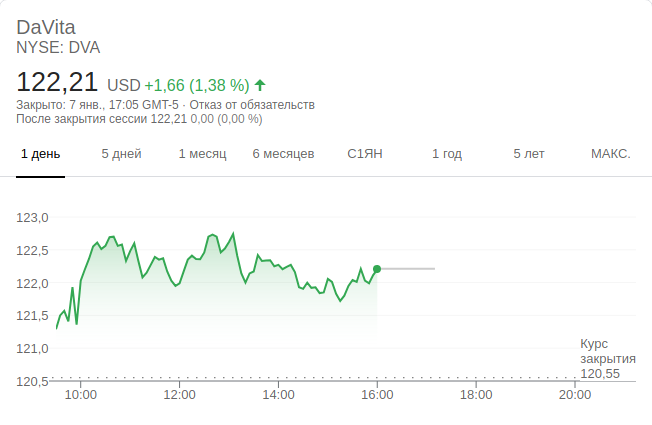 DaVita
NYSE: DVA
122,21 USD +1,66 (1,38 %)
Закрыто: 7 янв., 17:05 GMT-5 · Отказ от обязательств
После закрытия сессии 122,21 0,00 (0,00 %)
1 день 5 дней 1 месяц 6 месяцев С1ЯН 1 год 5 лет МАКС.
123,0
122,5
122,0
121,5
121,0
120,5
Курс
закрытия
120,55
10:00 12:00 14:00 16:00 18:00 20:00